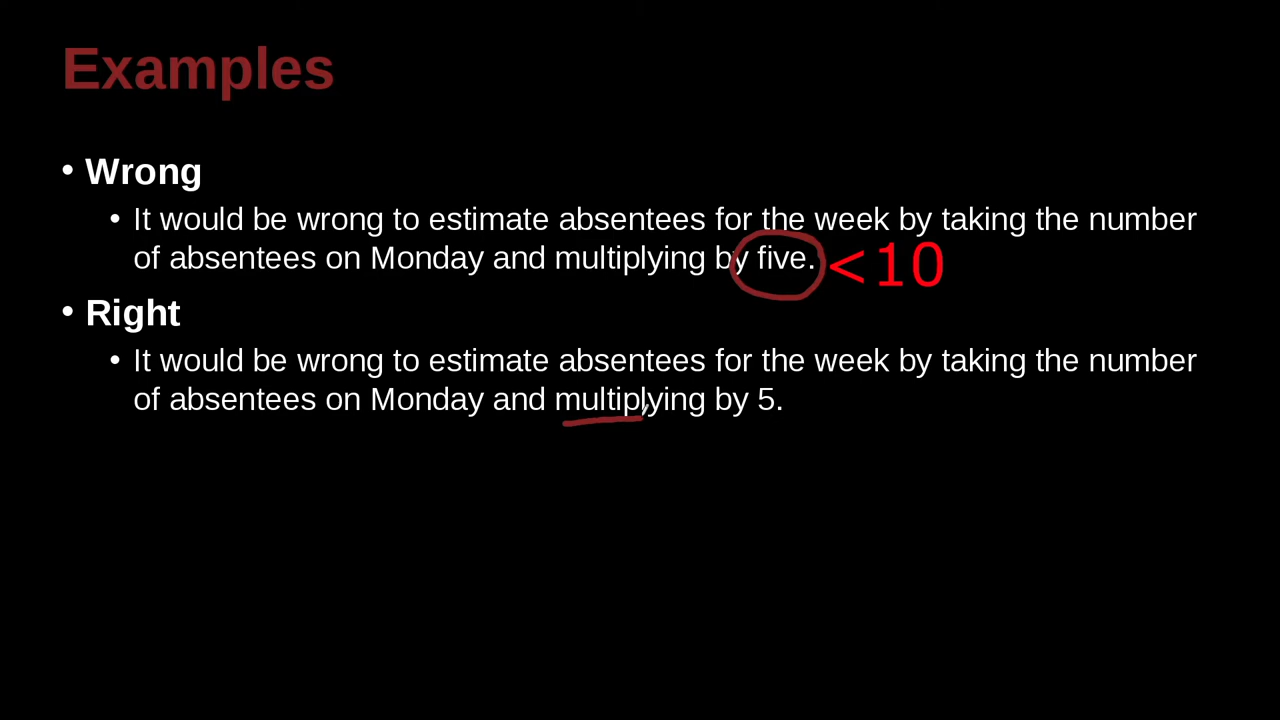 Examples
• Wrong
• It would be wrong to estimate absentees for the week by taking the number
of absentees on Monday and multiplying by five. <10
• Right
• It would be wrong to estimate absentees for the week by taking the number
of absentees on Monday and multiplying by 5.